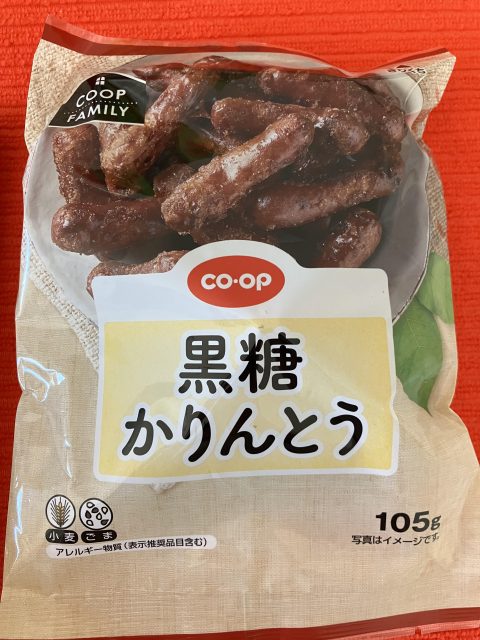 COOP
FAMILY
CO·OP
黒糖
かりんとう
小麦 ごま
アレルギー物質(表示推奨品目含む)
105g
写真はイメージです。